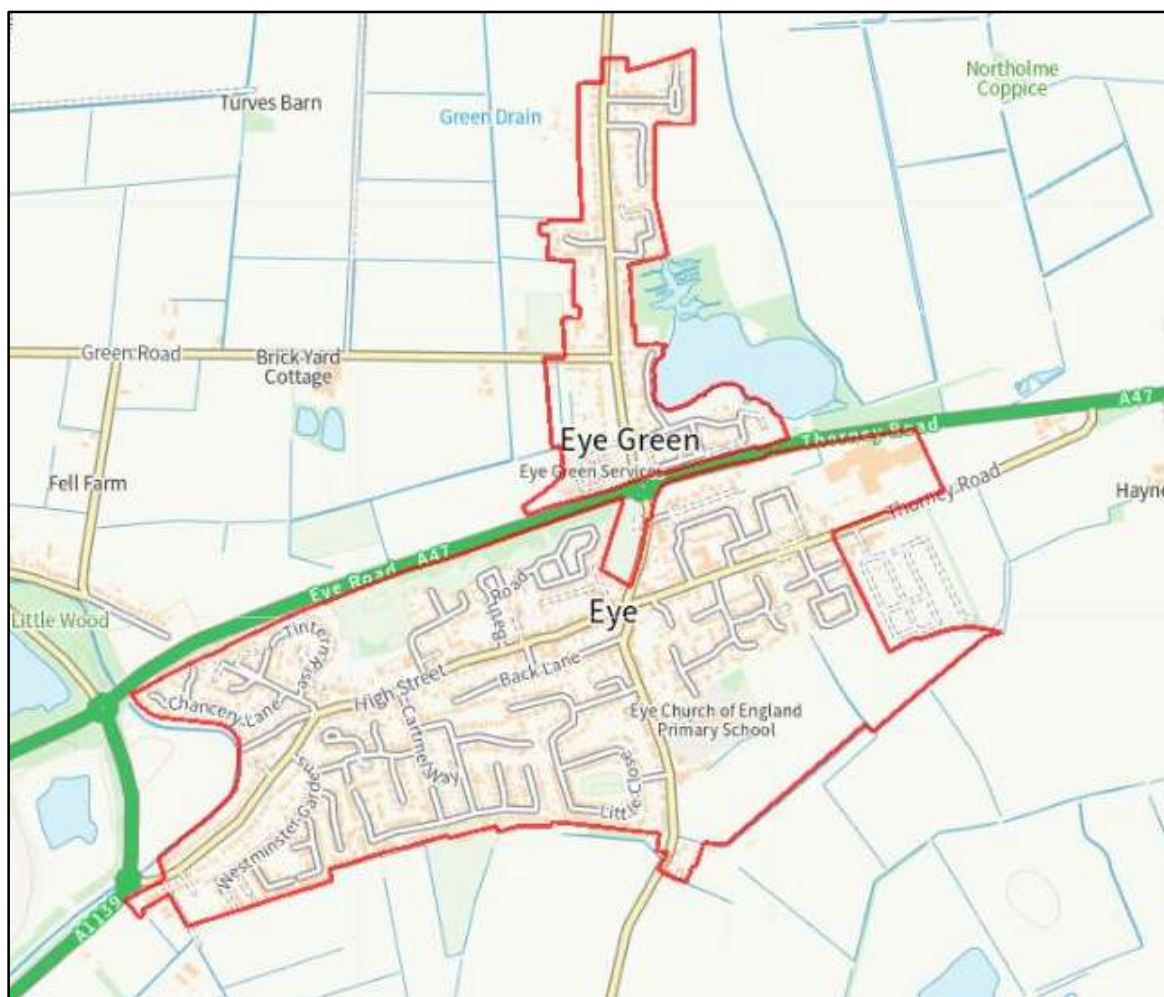 Northolme
Coppice
Turves Barn
Green Drain
Green Road
Brick Yard
Cottage
A47
Thorney Road
Eye Green
Eye Green Services
Fell Farm
Hayne
Thorney Road
Eye Road A47
Little Wood
Road
Eye
Tintern Rise
High Street
Back Lane
Chancery Lane
Eye Church of England
Primary School
Cartmel Way
Little Close
Westminster Gardens
A1139